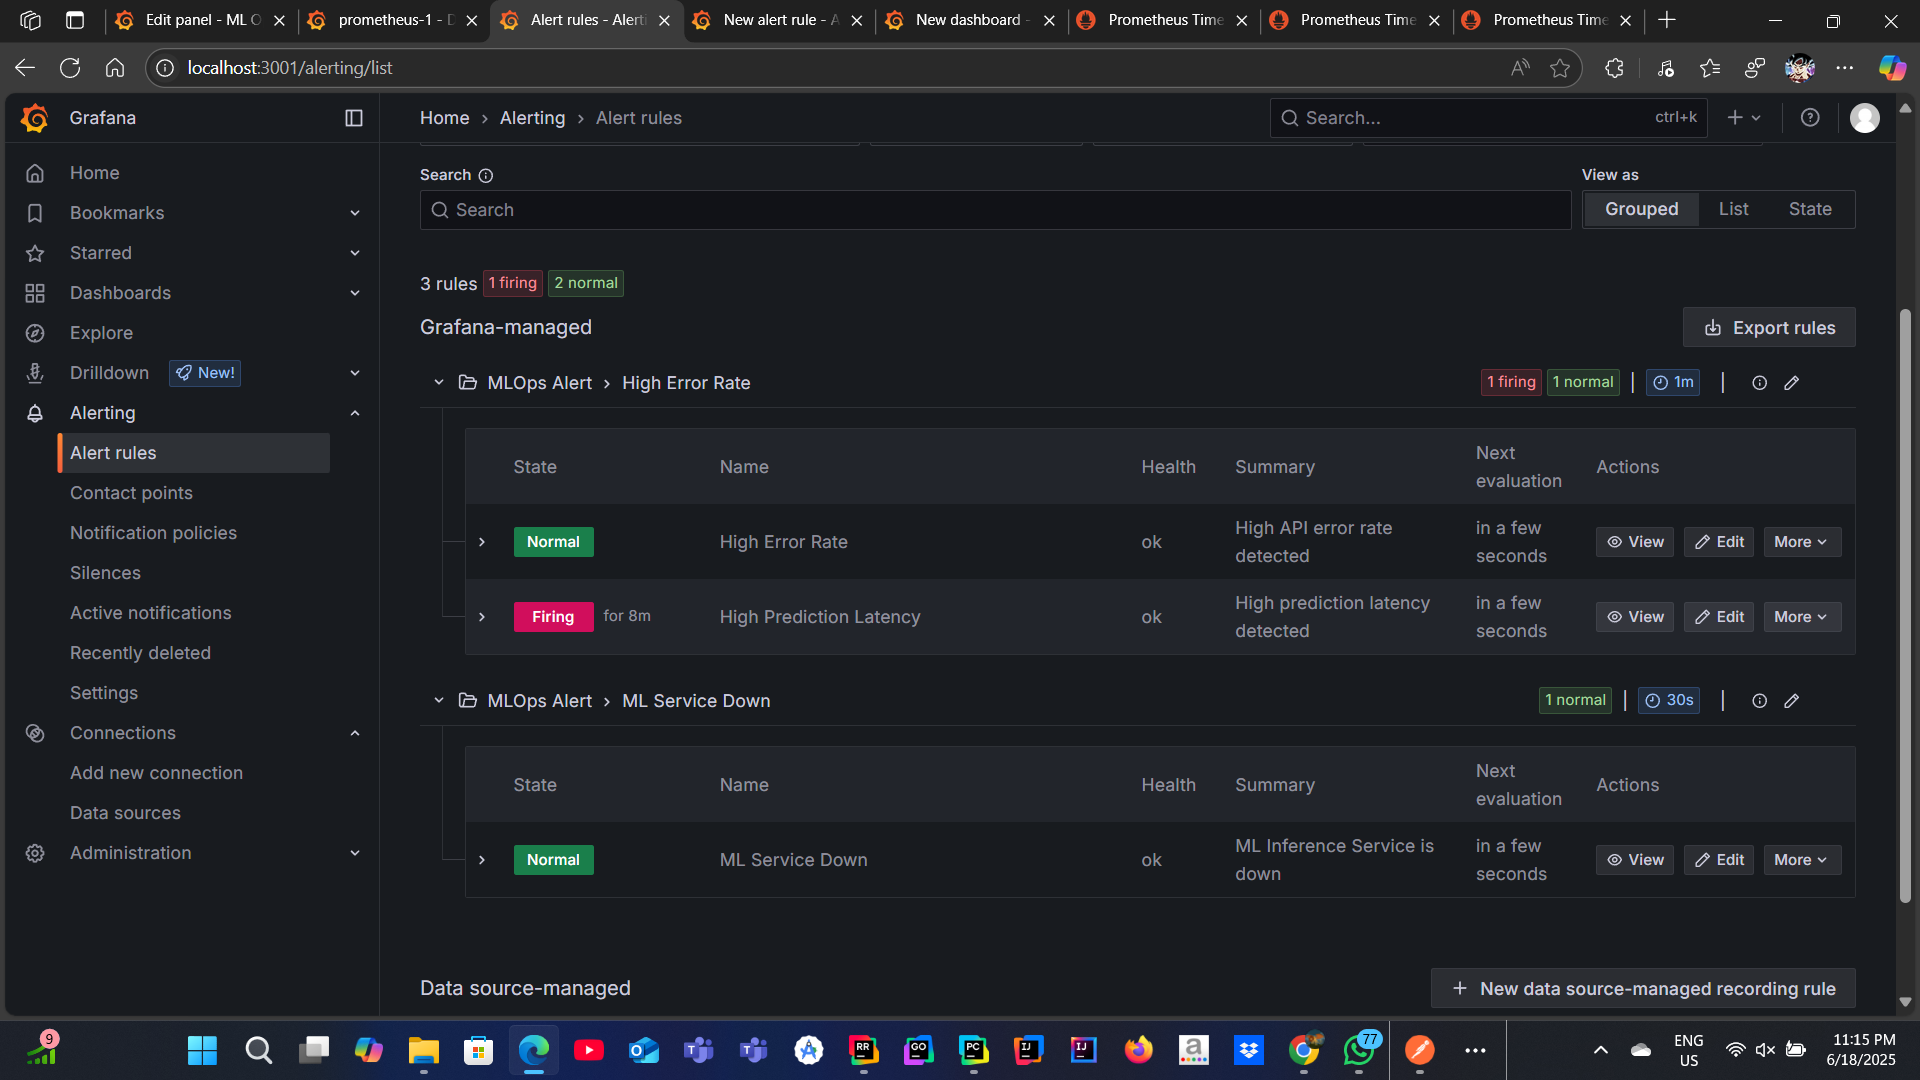 Edit panel - ML O
prometheus-1 - D
Alert rules - Alerti
New alert rule - A
New dashboard -
Prometheus Time
Prometheus Time
Prometheus Time
localhost:3001/alerting/list
Grafana
Home › Alerting › Alert rules
Search... ctrl+k
Home
Bookmarks
Starred
Dashboards
Explore
Drilldown New!
Alerting
Alert rules
Contact points
Notification policies
Silences
Active notifications
Recently deleted
Settings
Connections
Add new connection
Data sources
Administration
Search
View as
Search
Grouped List State
3 rules 1 firing 2 normal
Grafana-managed
Export rules
MLOps Alert › High Error Rate
1 firing 1 normal | 1m |
State Name Health Summary Next evaluation Actions
Normal High Error Rate ok High API error rate detected in a few seconds View Edit More
Firing for 8m High Prediction Latency ok High prediction latency detected in a few seconds View Edit More
MLOps Alert › ML Service Down
1 normal | 30s |
State Name Health Summary Next evaluation Actions
Normal ML Service Down ok ML Inference Service is down in a few seconds View Edit More
Data source-managed
+ New data source-managed recording rule
9
RR
GO
PC
IJ
IJ
a
77
ENG
US
11:15 PM
6/18/2025